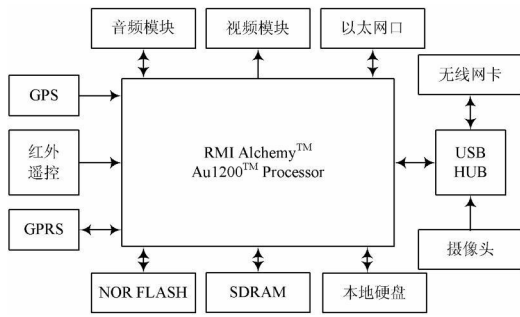 音频模块
视频模块
以太网口
无线网卡
GPS
红外
遥控
GPRS
RMI Alchemy™
Au1200™ Processor
USB
HUB
摄像头
NOR FLASH
SDRAM
本地硬盘